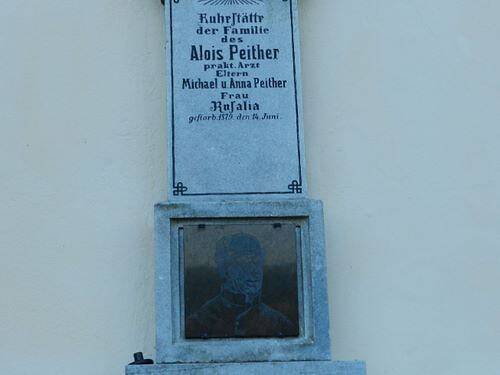 Ruhestätte
der Familie
des
Alois Peither
prakt. Arzt
Eltern
Michael u Anna Peither
Frau
Rosalia
gestorb. 1879. den 14. Juni.